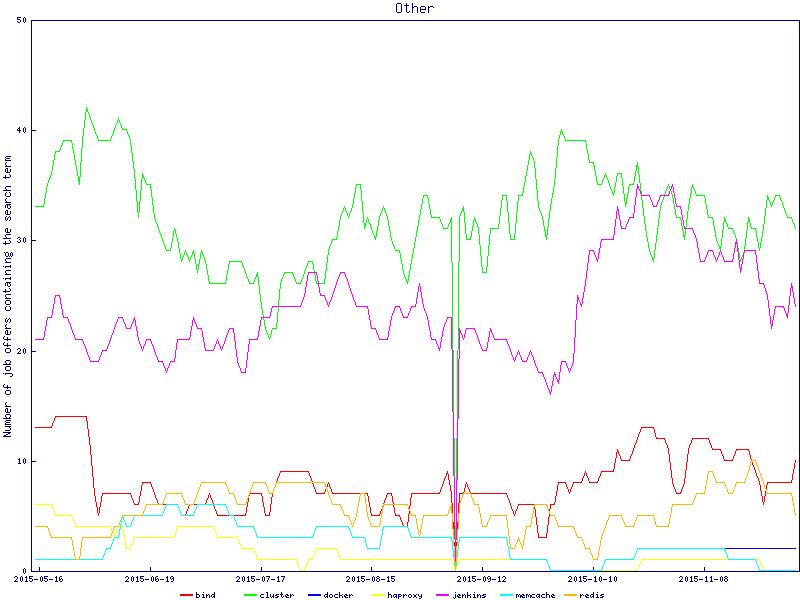 Other
Number of job offers containing the search term
50
40
30
20
10
0
2015-05-16 2015-06-19 2015-07-17 2015-08-15 2015-09-12 2015-10-10 2015-11-08
bind cluster docker haproxy jenkins memcache redis